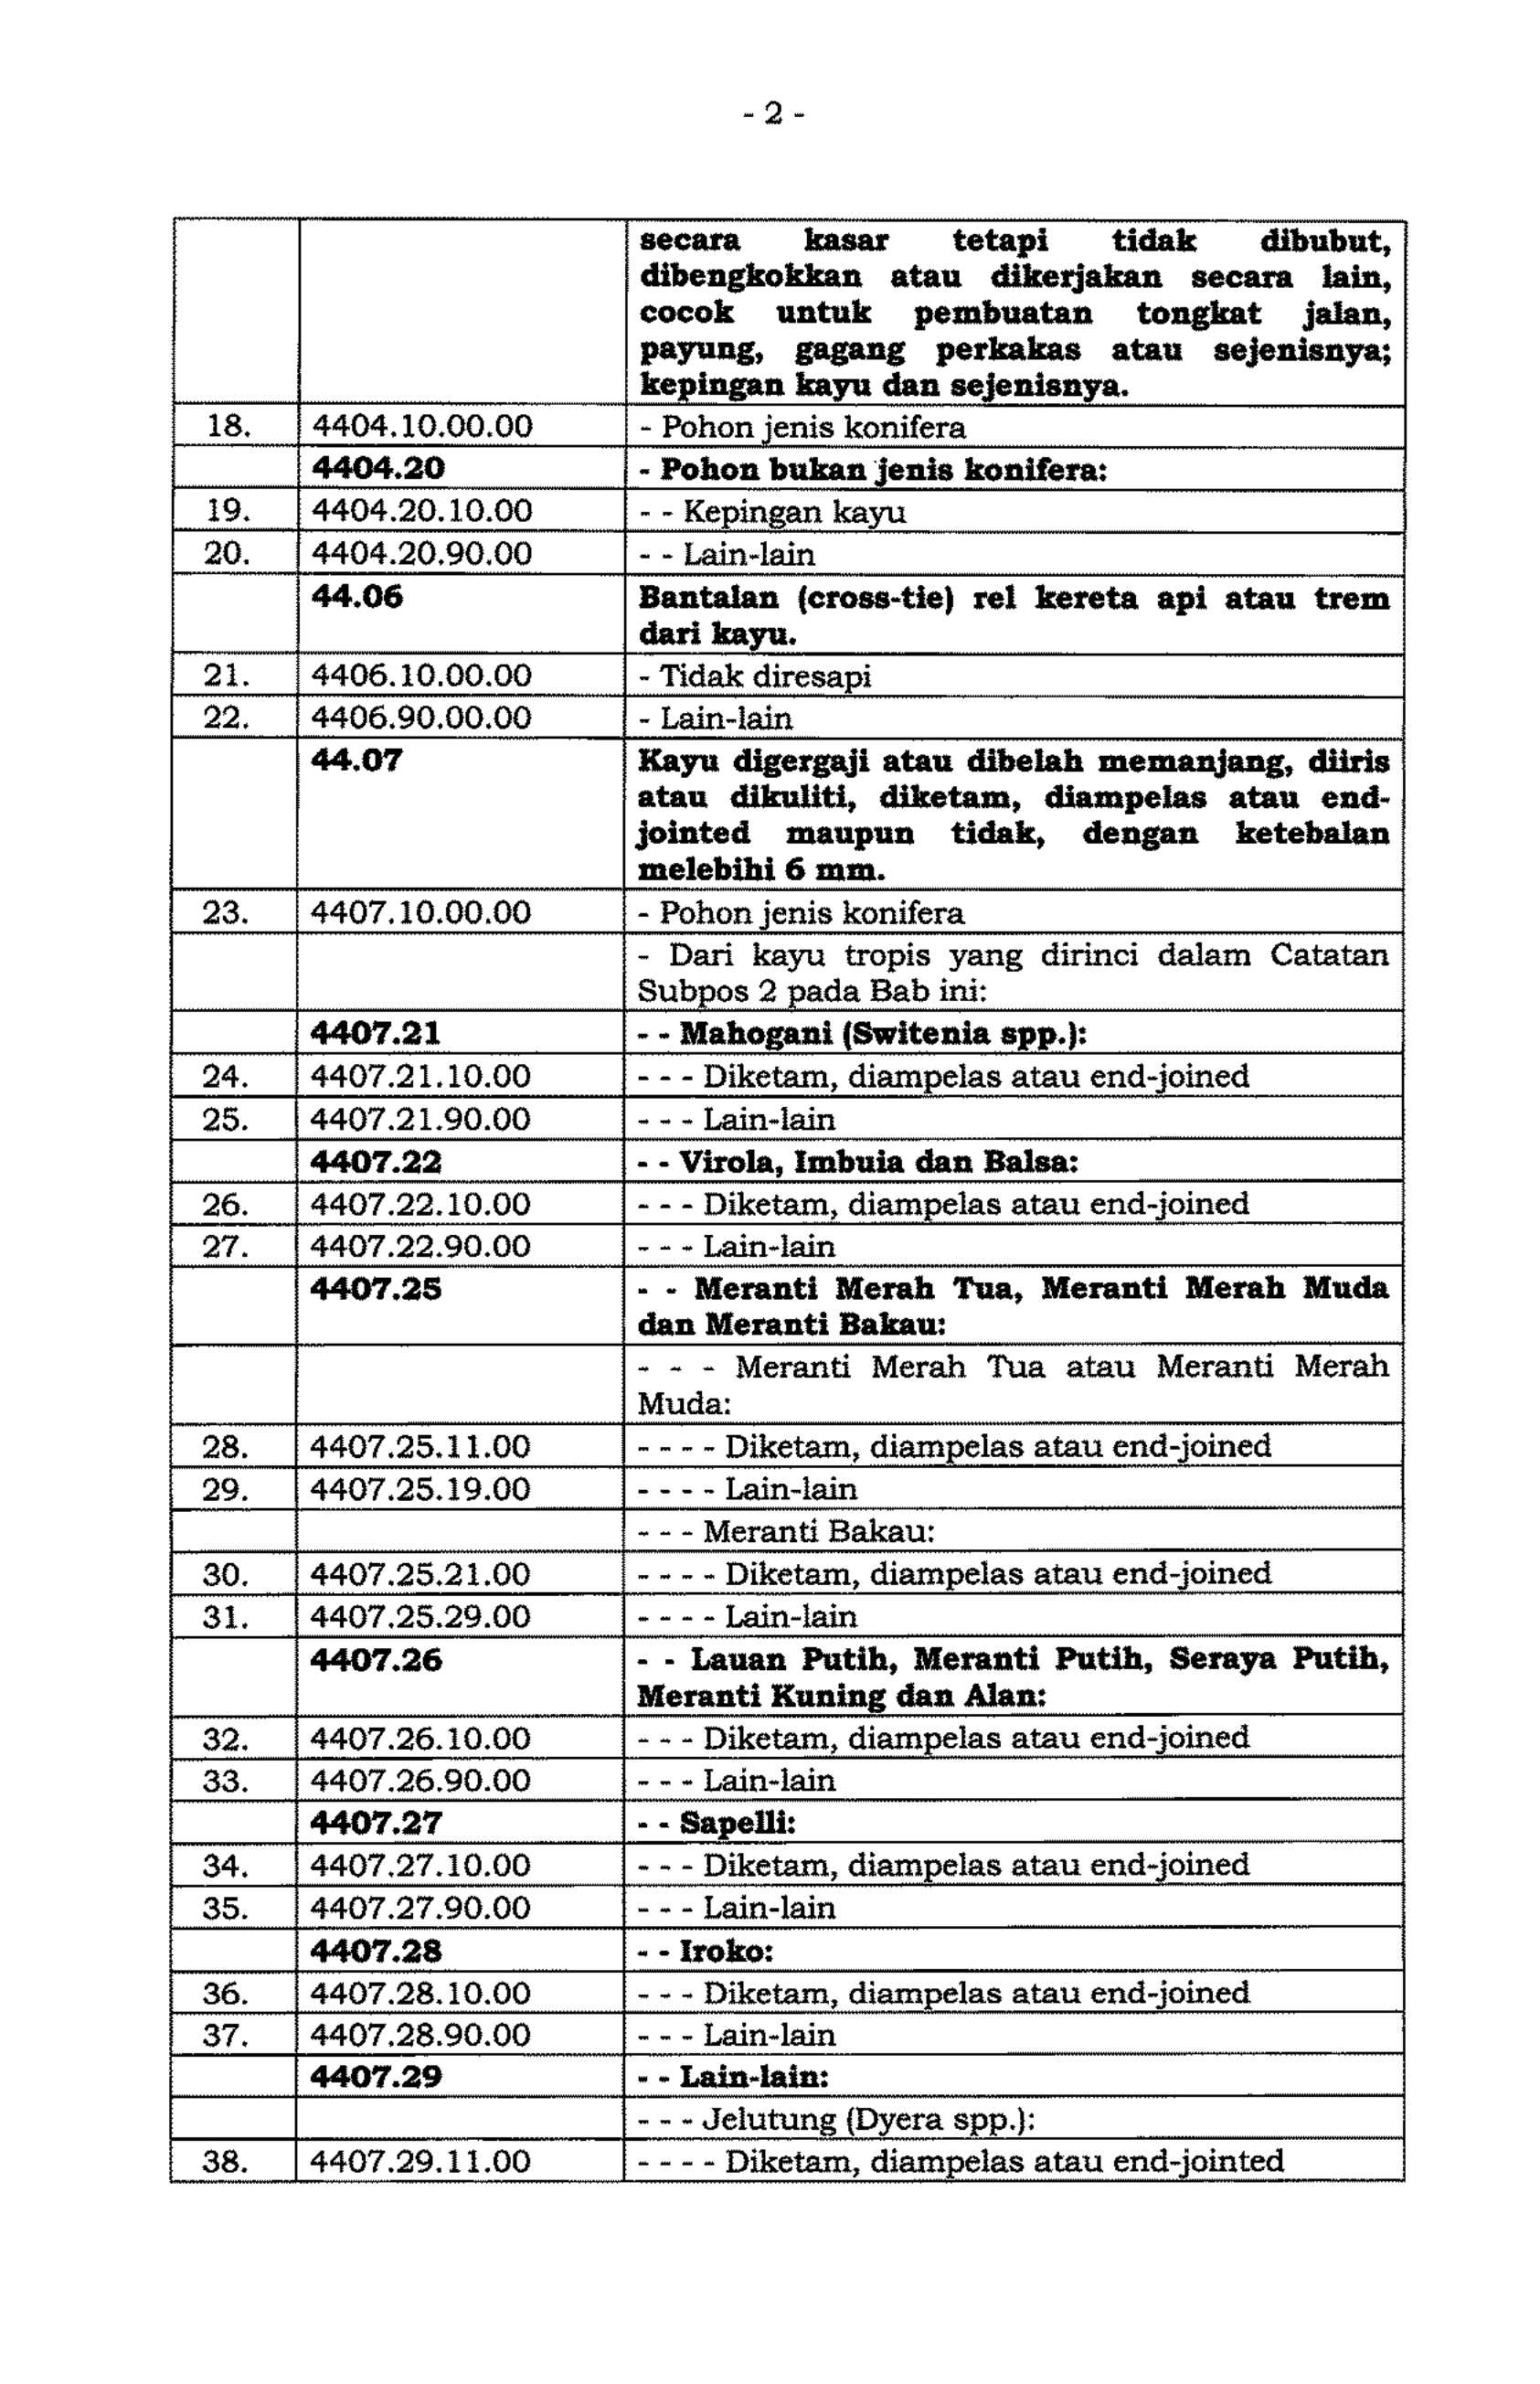 - 2 -
secara kasar tetapi tidak dibubut,
dibengkokkan atau dikerjakan secara lain,
cocok untuk pembuatan tongkat jalan,
payung, gagang perkakas atau sejenisnya;
kepingan kayu dan sejenisnya.
18. 4404.10.00.00 - Pohon jenis konifera
4404.20 - Pohon bukan jenis konifera:
19. 4404.20.10.00 - - Kepingan kayu
20. 4404.20.90.00 - - Lain-lain
44.06 Bantalan (cross-tie) rel kereta api atau trem
dari kayu.
21. 4406.10.00.00 - Tidak diresapi
22. 4406.90.00.00 - Lain-lain
44.07 Kayu digergaji atau dibelah memanjang, diiris
atau dikuliti, diketam, diampelas atau end-
jointed maupun tidak, dengan ketebalan
melebihi 6 mm.
23. 4407.10.00.00 - Pohon jenis konifera
- Dari kayu tropis yang dirinci dalam Catatan
Subpos 2 pada Bab ini:
4407.21 - - Mahogani (Switenia spp.):
24. 4407.21.10.00 - - - Diketam, diampelas atau end-joined
25. 4407.21.90.00 - - - Lain-lain
4407.22 - - Virola, Imbuia dan Balsa:
26. 4407.22.10.00 - - - Diketam, diampelas atau end-joined
27. 4407.22.90.00 - - - Lain-lain
4407.25 - - Meranti Merah Tua, Meranti Merah Muda
dan Meranti Bakau:
- - - Meranti Merah Tua atau Meranti Merah
Muda:
28. 4407.25.11.00 - - - - Diketam, diampelas atau end-joined
29. 4407.25.19.00 - - - - Lain-lain
- - - Meranti Bakau:
30. 4407.25.21.00 - - - - Diketam, diampelas atau end-joined
31. 4407.25.29.00 - - - - Lain-lain
4407.26 - - Lauan Putih, Meranti Putih, Seraya Putih,
Meranti Kuning dan Alan:
32. 4407.26.10.00 - - - Diketam, diampelas atau end-joined
33. 4407.26.90.00 - - - Lain-lain
4407.27 - - Sapelli:
34. 4407.27.10.00 - - - Diketam, diampelas atau end-joined
35. 4407.27.90.00 - - - Lain-lain
4407.28 - - Iroko:
36. 4407.28.10.00 - - - Diketam, diampelas atau end-joined
37. 4407.28.90.00 - - - Lain-lain
4407.29 - - Lain-lain:
- - - Jelutung (Dyera spp.):
38. 4407.29.11.00 - - - - Diketam, diampelas atau end-jointed